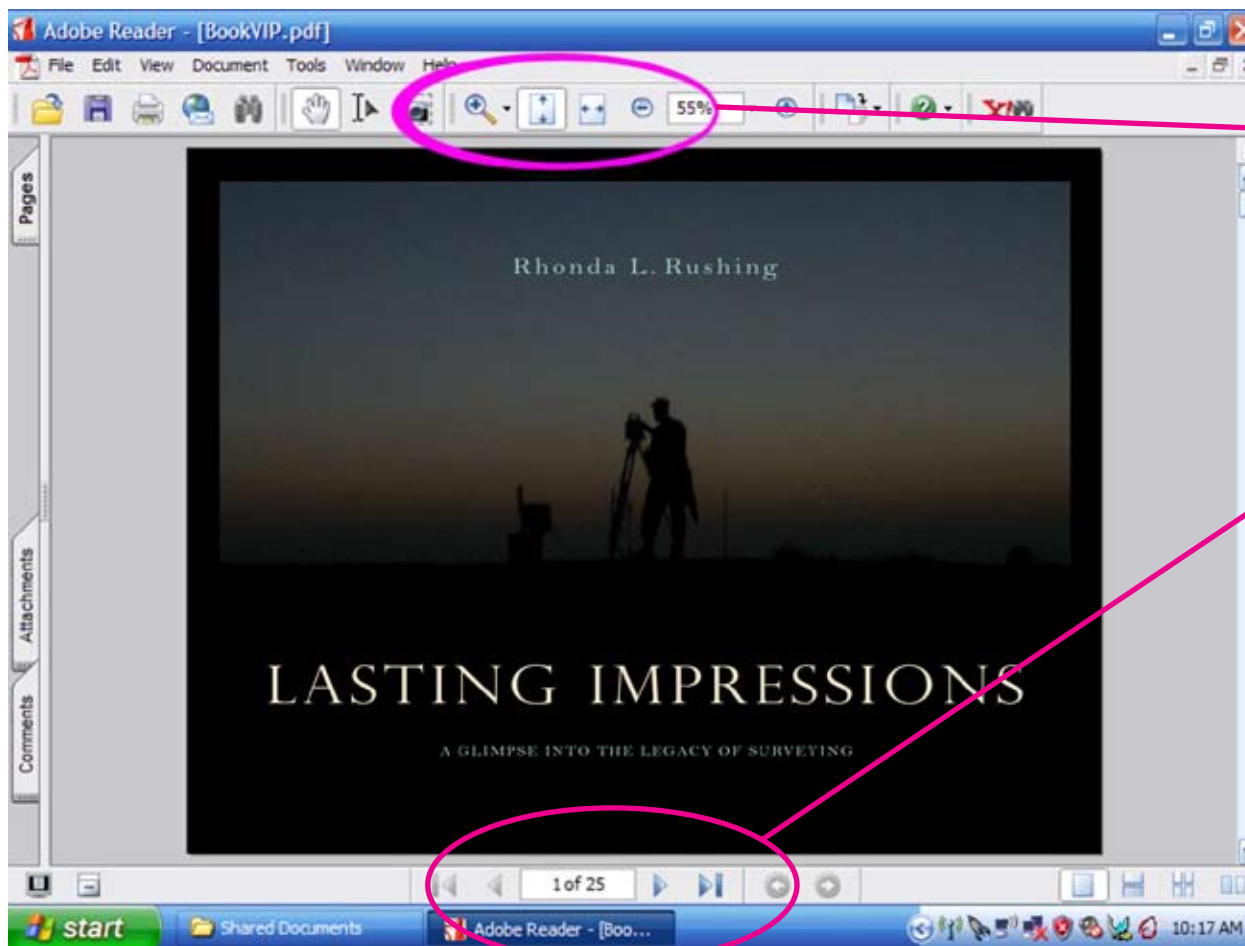 Adobe Reader - [BookVIP.pdf]
File Edit View Document Tools Window Help
55%
Y!
Pages
Rhonda L. Rushing
Attachments
LASTING IMPRESSIONS
Comments
A GLIMPSE INTO THE LEGACY OF SURVEYING
1 of 25
start
Shared Documents
Adobe Reader - [Boo...
10:17 AM